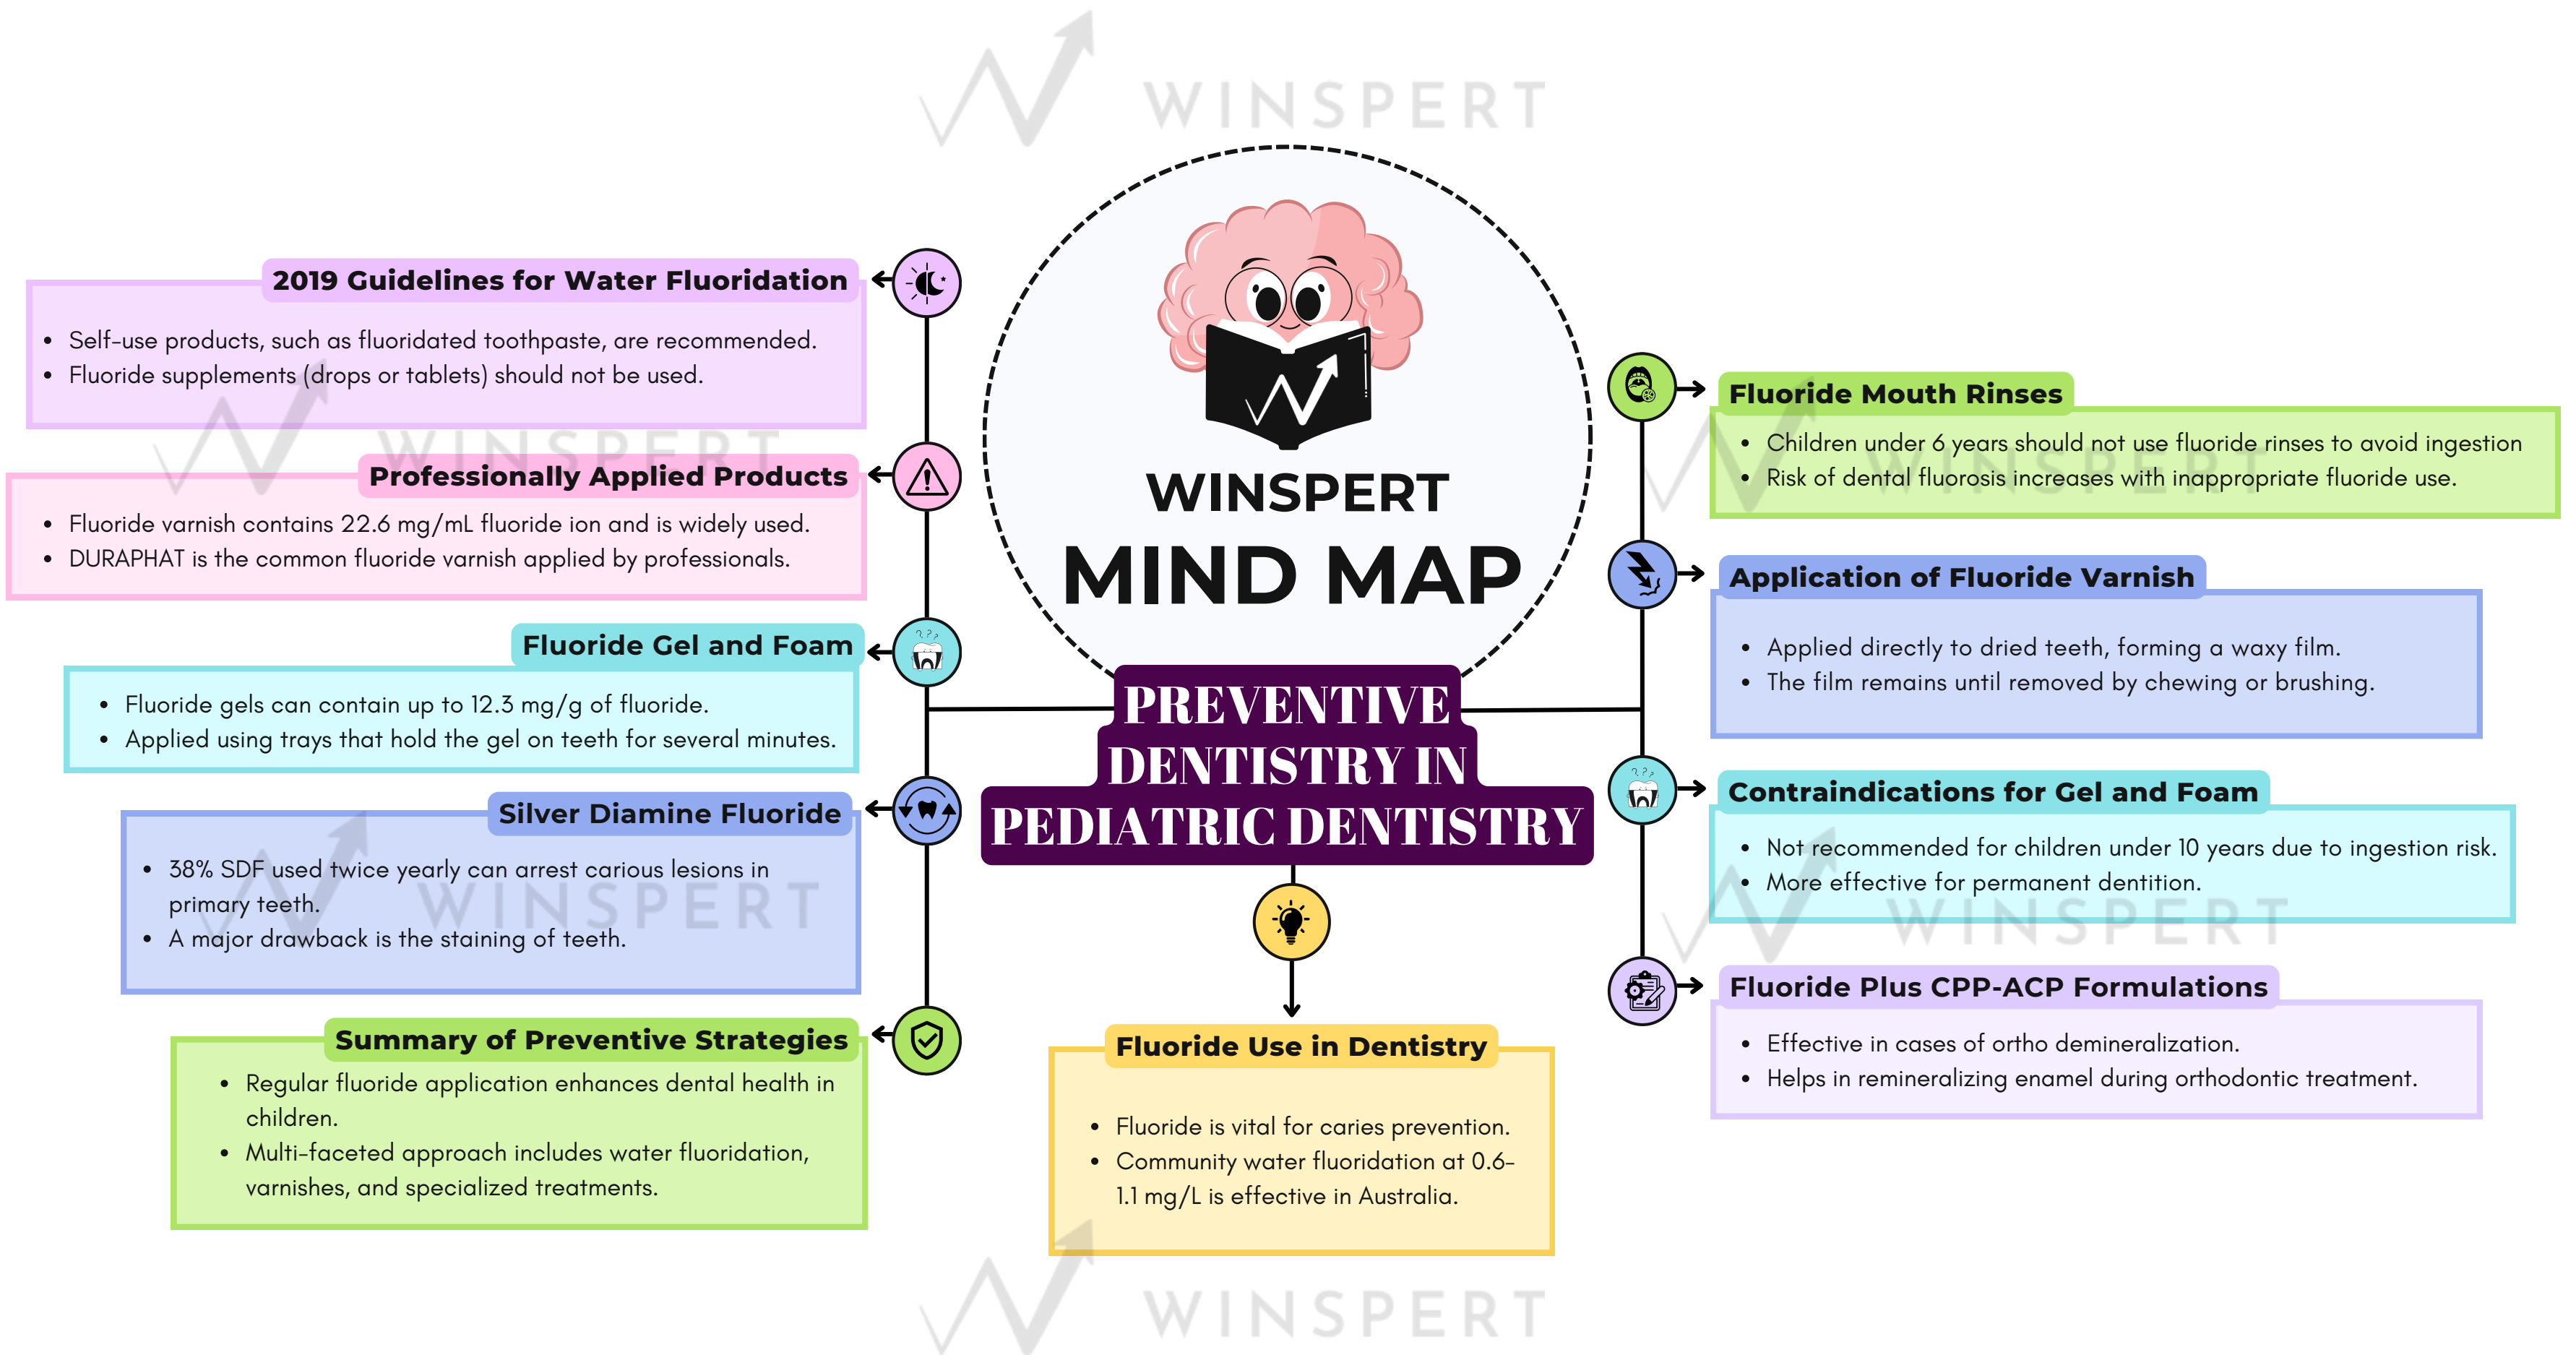 WINSPERT
WINSPERT
MIND MAP
PREVENTIVE
DENTISTRY IN
PEDIATRIC DENTISTRY
2019 Guidelines for Water Fluoridation
• Self-use products, such as fluoridated toothpaste, are recommended.
• Fluoride supplements (drops or tablets) should not be used.
WINSPERT
Professionally Applied Products
• Fluoride varnish contains 22.6 mg/mL fluoride ion and is widely used.
• DURAPHAT is the common fluoride varnish applied by professionals.
Fluoride Gel and Foam
• Fluoride gels can contain up to 12.3 mg/g of fluoride.
• Applied using trays that hold the gel on teeth for several minutes.
Silver Diamine Fluoride
• 38% SDF used twice yearly can arrest carious lesions in
primary teeth.
• A major drawback is the staining of teeth.
WINSPERT
Summary of Preventive Strategies
• Regular fluoride application enhances dental health in
children.
• Multi-faceted approach includes water fluoridation,
varnishes, and specialized treatments.
Fluoride Use in Dentistry
• Fluoride is vital for caries prevention.
• Community water fluoridation at 0.6-
1.1 mg/L is effective in Australia.
Fluoride Mouth Rinses
• Children under 6 years should not use fluoride rinses to avoid ingestion
• Risk of dental fluorosis increases with inappropriate fluoride use.
WINSPERT
Application of Fluoride Varnish
• Applied directly to dried teeth, forming a waxy film.
• The film remains until removed by chewing or brushing.
Contraindications for Gel and Foam
• Not recommended for children under 10 years due to ingestion risk.
• More effective for permanent dentition.
WINSPERT
Fluoride Plus CPP-ACP Formulations
• Effective in cases of ortho demineralization.
• Helps in remineralizing enamel during orthodontic treatment.
WINSPERT